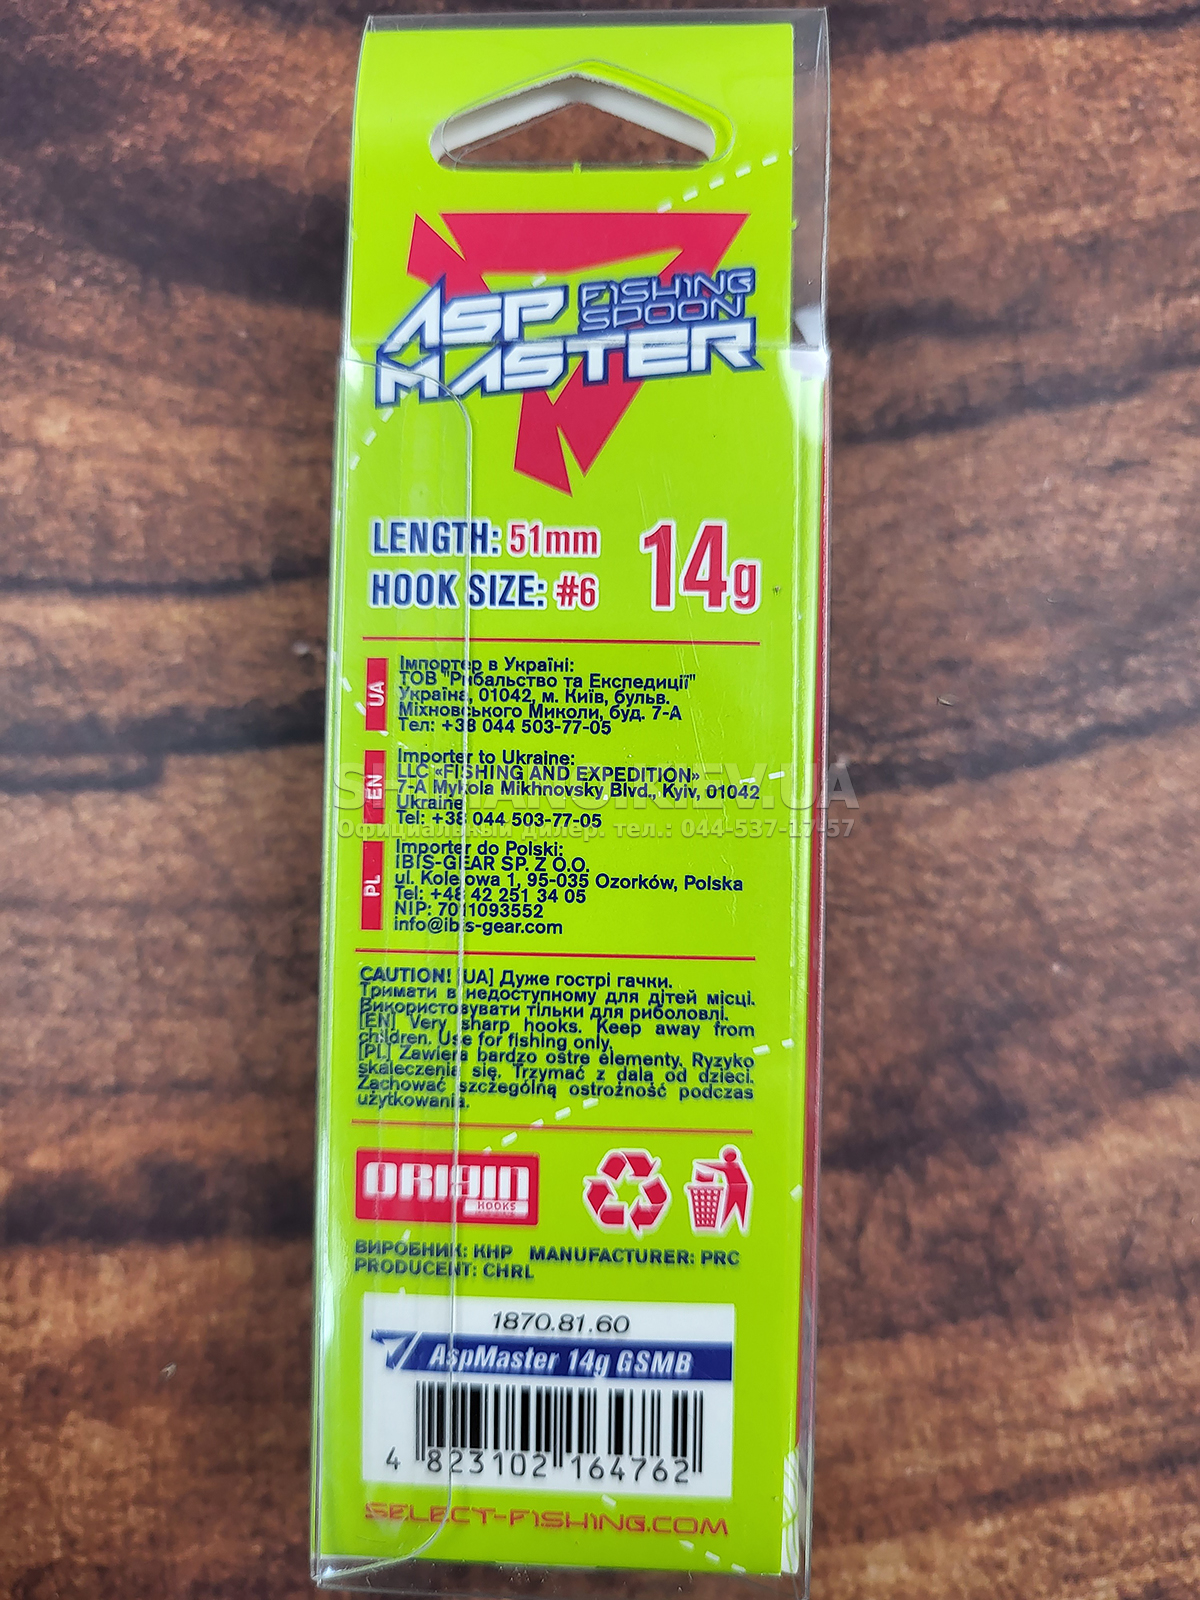 ASP FISHING
SPOON
MASTER
LENGTH: 51mm
HOOK SIZE: #6
14g
UA
Імпортер в Україні:
ТОВ "Рибальство та Експедиції"
Україна, 01042, м. Київ, бульв.
Міхновського Миколи, буд. 7-А
Тел: +38 044 503-77-05
EN
Importer to Ukraine:
LLC «FISHING AND EXPEDITION»
7-A Mykola Mikhnovsky Blvd., Kyiv, 01042
Ukraine
Tel: +38 044 503-77-05
SHIMANO.KIEV.UA
Официальный дилер. тел.: 044-537-17-57
PL
Importer do Polski:
IBIS-GEAR SP. Z O.O.
ul. Kolejowa 1, 95-035 Ozorków, Polska
Tel: +48 42 251 34 05
NIP: 7011093552
info@ibis-gear.com
CAUTION! [UA] Дуже гострі гачки.
Тримати в недоступному для дітей місці.
Використовувати тільки для риболовлі.
[EN] Very sharp hooks. Keep away from
children. Use for fishing only.
[PL] Zawiera bardzo ostre elementy. Ryzyko
skaleczenia się. Trzymać z dala od dzieci.
Zachować szczególną ostrożność podczas
użytkowania.
ORIGIN
HOOKS
ВИРОБНИК: КНР MANUFACTURER: PRC
PRODUCENT: CHRL
1870.81.60
AspMaster 14g GSMB
4 823102 164762
SELECT-FISHING.COM